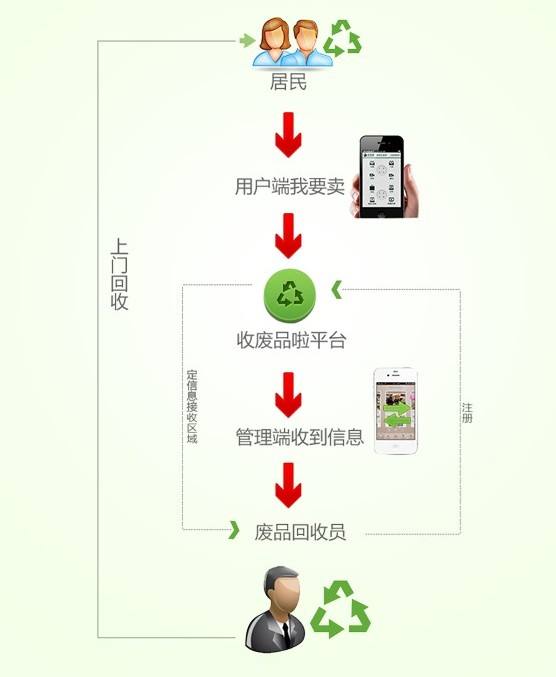 居民
用户端我要卖
上门回收
收废品啦平台
定信息接收区域
注册
管理端收到信息
废品回收员